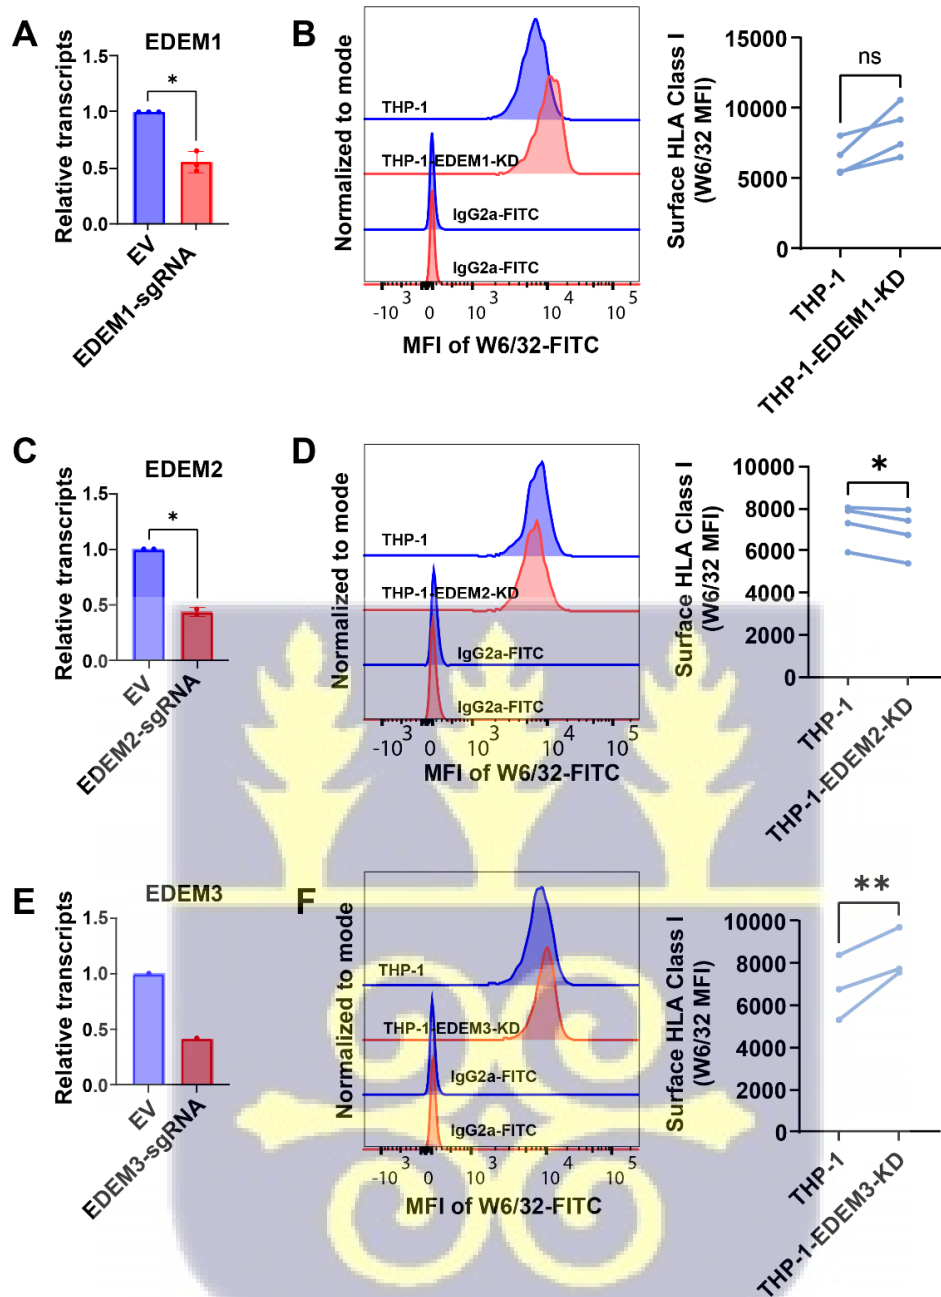 A
EDEM1
Relative transcripts
1.5
1.0
0.5
0.0
*
EV
EDEM1-sgRNA
B
Normalized to mode
THP-1
THP-1-EDEM1-KD
IgG2a-FITC
IgG2a-FITC
-10 3 0 10 3 10 4 10 5
MFI of W6/32-FITC
Surface HLA Class I
(W6/32 MFI)
15000
10000
5000
0
ns
THP-1
THP-1-EDEM1-KD
C
EDEM2
Relative transcripts
1.5
1.0
0.5
0.0
*
EV
EDEM2-sgRNA
D
Normalized to mode
THP-1
THP-1-EDEM2-KD
IgG2a-FITC
IgG2a-FITC
-10 3 0 10 3 10 4 10 5
MFI of W6/32-FITC
Surface HLA Class I
(W6/32 MFI)
10000
8000
6000
4000
2000
0
*
THP-1
THP-1-EDEM2-KD
E
EDEM3
Relative transcripts
1.5
1.0
0.5
0.0
EV
EDEM3-sgRNA
F
Normalized to mode
THP-1
THP-1-EDEM3-KD
IgG2a-FITC
IgG2a-FITC
-10 3 0 10 3 10 4 10 5
MFI of W6/32-FITC
Surface HLA Class I
(W6/32 MFI)
10000
8000
6000
4000
2000
0
**
THP-1
THP-1-EDEM3-KD